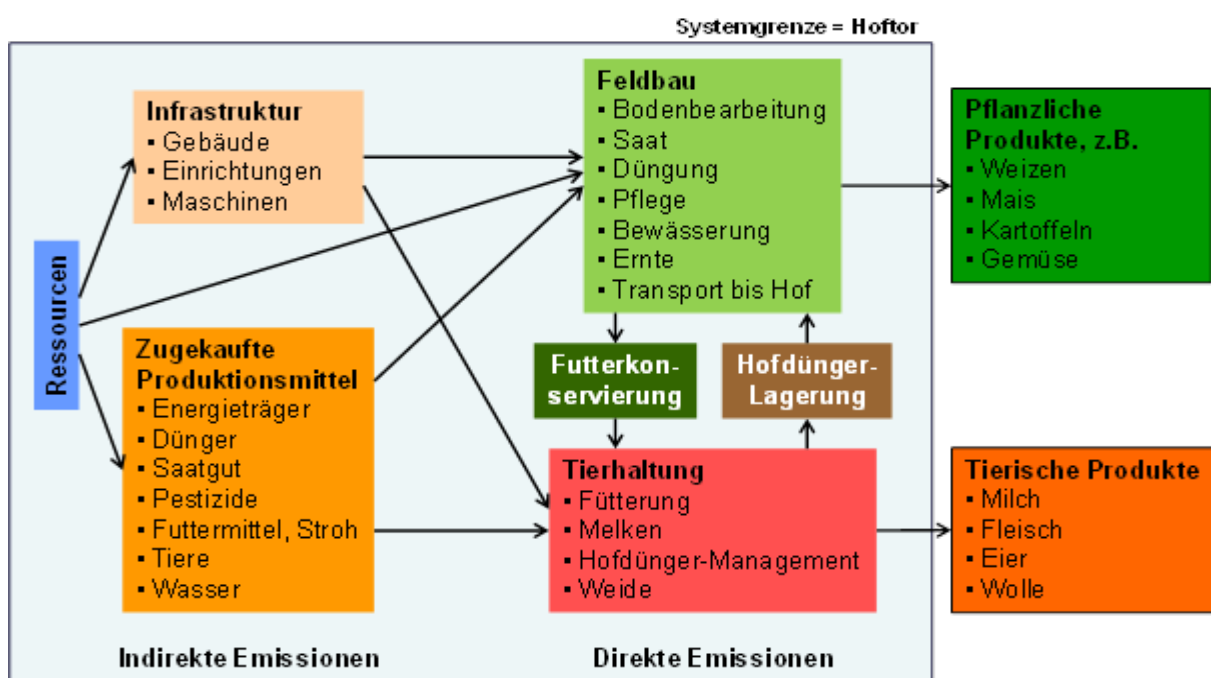 Systemgrenze = Hoftor
Infrastruktur
▪ Gebäude
▪ Einrichtungen
▪ Maschinen
Ressourcen
Zugekaufte
Produktionsmittel
▪ Energieträger
▪ Dünger
▪ Saatgut
▪ Pestizide
▪ Futtermittel, Stroh
▪ Tiere
▪ Wasser
Indirekte Emissionen
Feldbau
▪ Bodenbearbeitung
▪ Saat
▪ Düngung
▪ Pflege
▪ Bewässerung
▪ Ernte
▪ Transport bis Hof
Futterkon-
servierung
Hofdünger-
Lagerung
Tierhaltung
▪ Fütterung
▪ Melken
▪ Hofdünger-Management
▪ Weide
Direkte Emissionen
Pflanzliche
Produkte, z.B.
▪ Weizen
▪ Mais
▪ Kartoffeln
▪ Gemüse
Tierische Produkte
▪ Milch
▪ Fleisch
▪ Eier
▪ Wolle